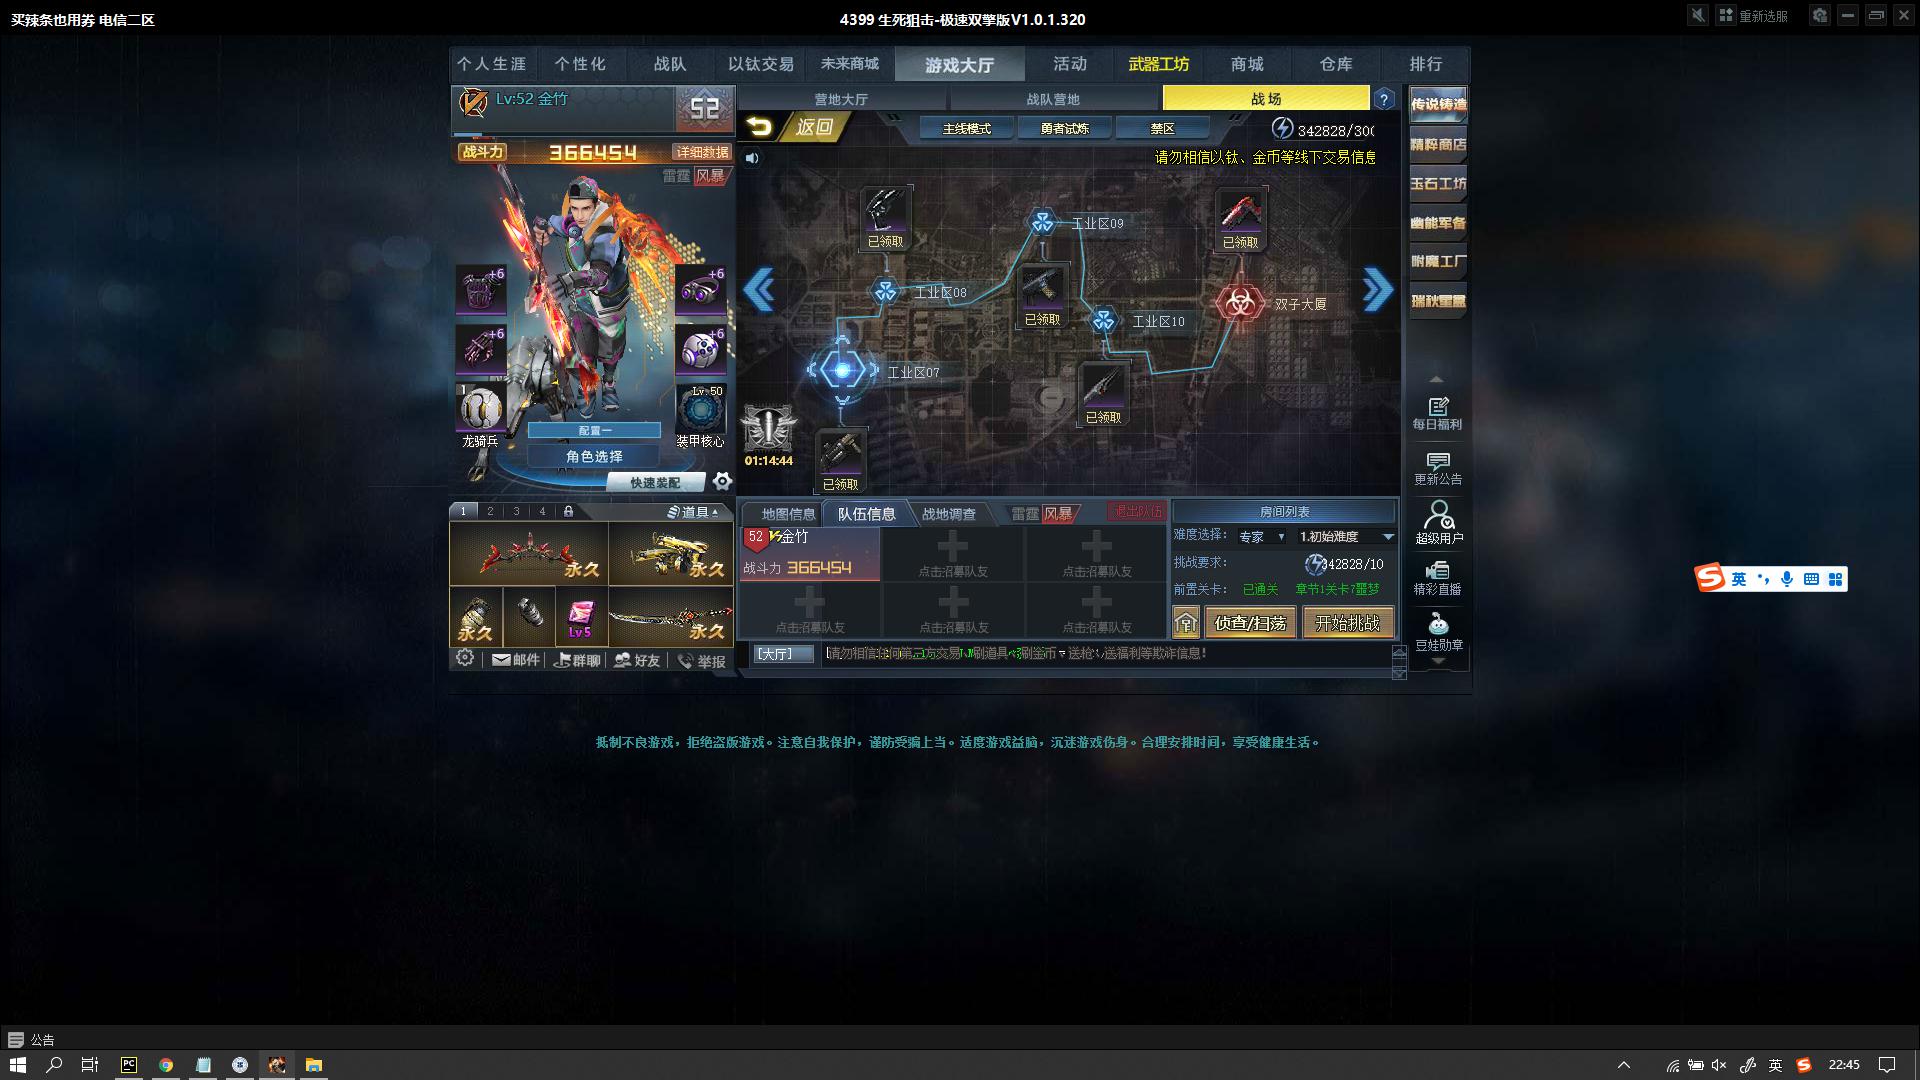 买辣条也用券 电信二区
4399 生死狙击-极速双擎版V1.0.1.320
重新选服
个人生涯 个性化 战队 以钛交易 未来商城 游戏大厅 活动 武器工坊 商城 仓库 排行
Lv:52 金竹
52
营地大厅 战队营地 战场 ?
返回
主线模式 勇者试炼 禁区
342828/300
战斗力 366454 详细数据
请勿相信以钛、金币等线下交易信息
雷霆 风暴
+6
+6
+6
+6
1
龙骑兵
Lv.50
装甲核心
配置一
角色选择
快速装配
已领取
工业区09
已领取
工业区08
已领取
双子大厦
工业区10
工业区07
已领取
01:14:44
已领取
传说铸造
精粹商店
玉石工坊
幽能军备
附魔工厂
瑞秋星盘
每日福利
更新公告
超级用户
精彩直播
豆娃勋章
1 2 3 4 道具
永久
永久
永久
Lv5
永久
邮件 群聊 好友 举报
地图信息 队伍信息 战地调查 雷霆 风暴 退出队伍
52 金竹
战斗力 366454
点击招募队友
点击招募队友
点击招募队友
点击招募队友
点击招募队友
房间列表
难度选择: 专家 1.初始难度
挑战要求: 342828/10
前置关卡: 已通关 章节1关卡7噩梦
侦查/扫荡 开始挑战
[大厅]
抵制不良游戏，拒绝盗版游戏。注意自我保护，谨防受骗上当。适度游戏益脑，沉迷游戏伤身。合理安排时间，享受健康生活。
英
公告
英
22:45